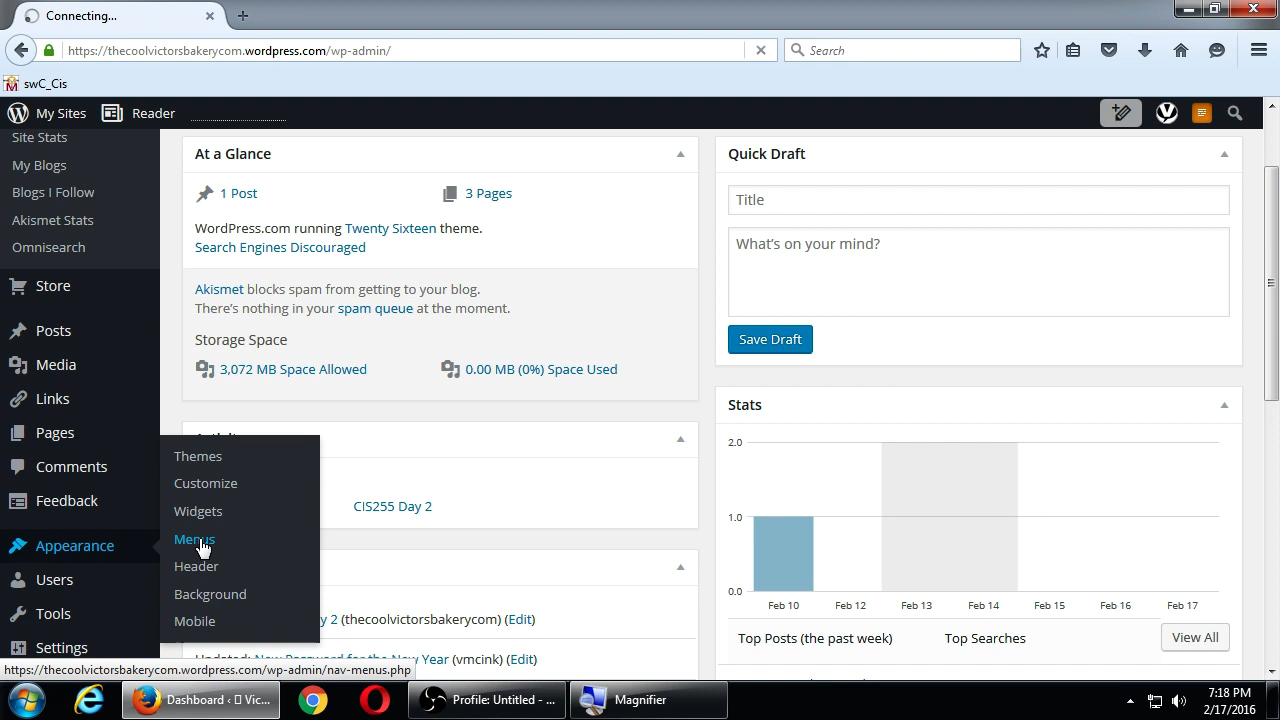 Connecting...
https://thecoolvictorsbakerycom.wordpress.com/wp-admin/
Search
swC_Cis
My Sites
Reader
Site Stats
My Blogs
Blogs I Follow
Akismet Stats
Omnisearch
Store
Posts
Media
Links
Pages
Comments
Feedback
Appearance
Users
Tools
Settings
Themes
Customize
Widgets
Menus
Header
Background
Mobile
At a Glance
1 Post
3 Pages
WordPress.com running Twenty Sixteen theme.
Search Engines Discouraged
Akismet blocks spam from getting to your blog.
There's nothing in your spam queue at the moment.
Storage Space
3,072 MB Space Allowed
0.00 MB (0%) Space Used
CIS255 Day 2
y 2 (thecoolvictorsbakerycom) (Edit)
Updated: New Password for the New Year (vmcink) (Edit)
Quick Draft
Title
What's on your mind?
Save Draft
Stats
2.0
1.0
0.0
Feb 10
Feb 12
Feb 13
Feb 14
Feb 15
Feb 16
Feb 17
Top Posts (the past week)
Top Searches
View All
https://thecoolvictorsbakerycom.wordpress.com/wp-admin/nav-menus.php
Dashboard ‹ Vic...
Profile: Untitled - ...
Magnifier
7:18 PM
2/17/2016